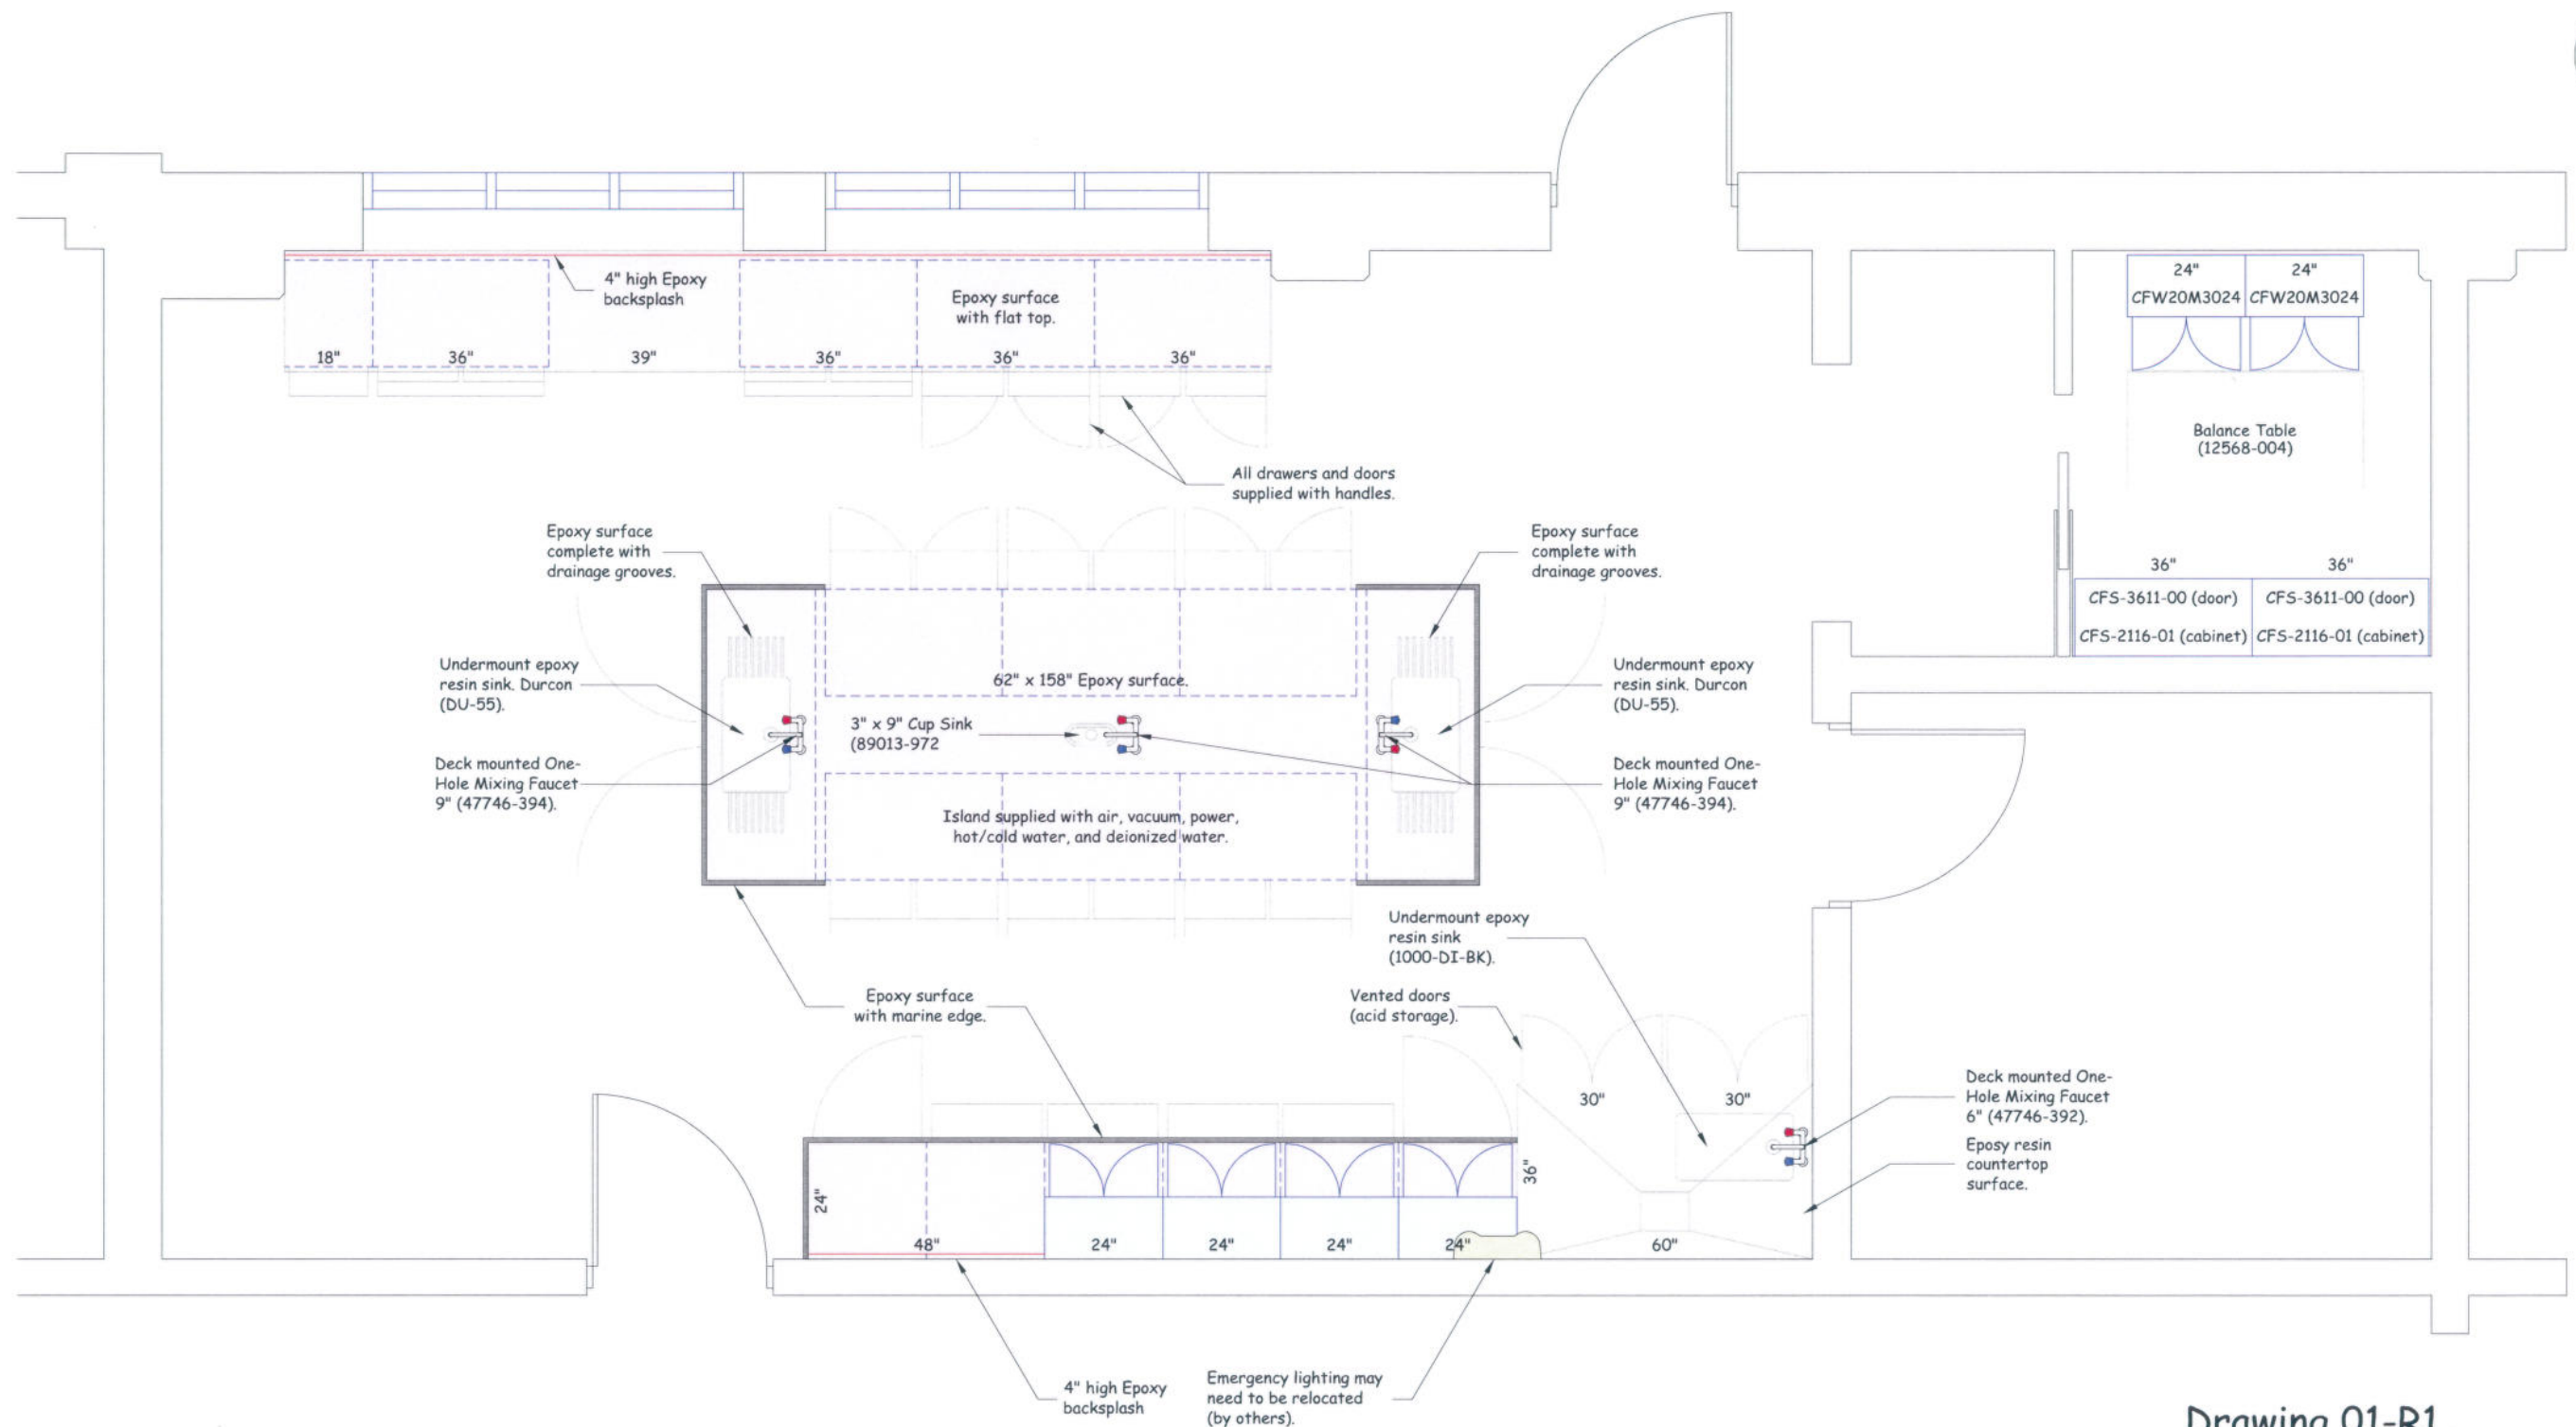 24"
24"
CFW20M3024
CFW20M3024
4" high Epoxy
backsplash
Epoxy surface
with flat top.
18"
36"
39"
36"
36"
36"
Balance Table
(12568-004)
All drawers and doors
supplied with handles.
Epoxy surface
complete with
drainage grooves.
Epoxy surface
complete with
drainage grooves.
36"
36"
CFS-3611-00 (door)
CFS-3611-00 (door)
CFS-2116-01 (cabinet)
CFS-2116-01 (cabinet)
Undermount epoxy
resin sink. Durcon
(DU-55).
62" x 158" Epoxy surface.
Undermount epoxy
resin sink. Durcon
(DU-55).
3" x 9" Cup Sink
(89013-972
Deck mounted One-
Hole Mixing Faucet
9" (47746-394).
Deck mounted One-
Hole Mixing Faucet
9" (47746-394).
Island supplied with air, vacuum, power,
hot/cold water, and deionized water.
Undermount epoxy
resin sink
(1000-DI-BK).
Epoxy surface
with marine edge.
Vented doors
(acid storage).
30"
30"
Deck mounted One-
Hole Mixing Faucet
6" (47746-392).
Eposy resin
countertop
surface.
24"
36"
48"
24"
24"
24"
24"
60"
4" high Epoxy
backsplash
Emergency lighting may
need to be relocated
(by others).
Drawing 01-R1